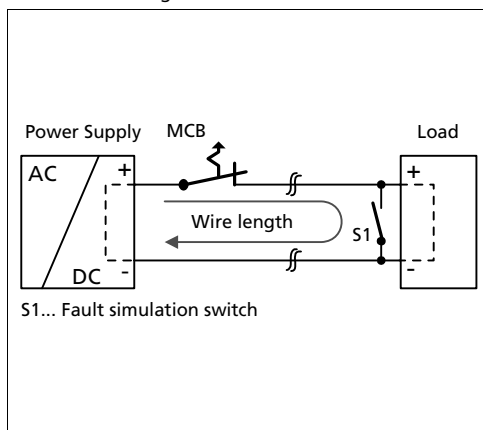 Power Supply MCB Load
AC + +
Wire length
S1
DC - -
S1... Fault simulation switch